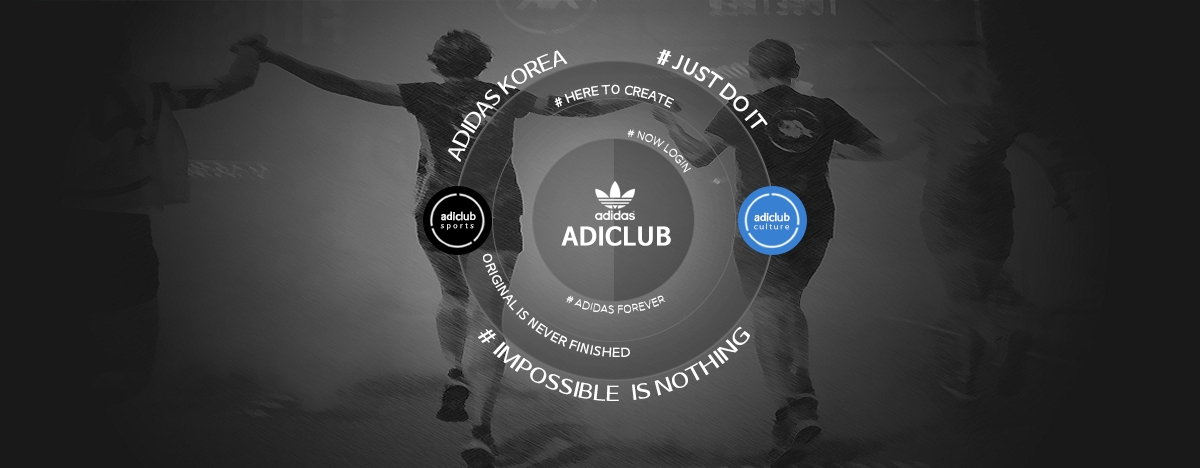 ADIDAS KOREA
# JUST DO IT
# HERE TO CREATE
# NOW LOGIN
adidas
ADICLUB
adiclub
sports
adiclub
culture
# ADIDAS FOREVER
ORIGINAL IS NEVER FINISHED
# IMPOSSIBLE IS NOTHING